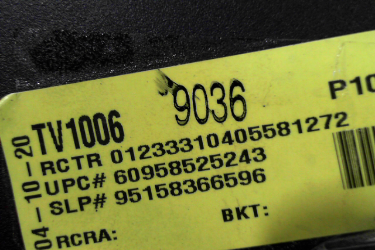 04-10-20
TV1006 9036 P10
RCTR 01233310405581272
UPC# 60958525243
SLP# 95158366596
BKT:
RCRA: